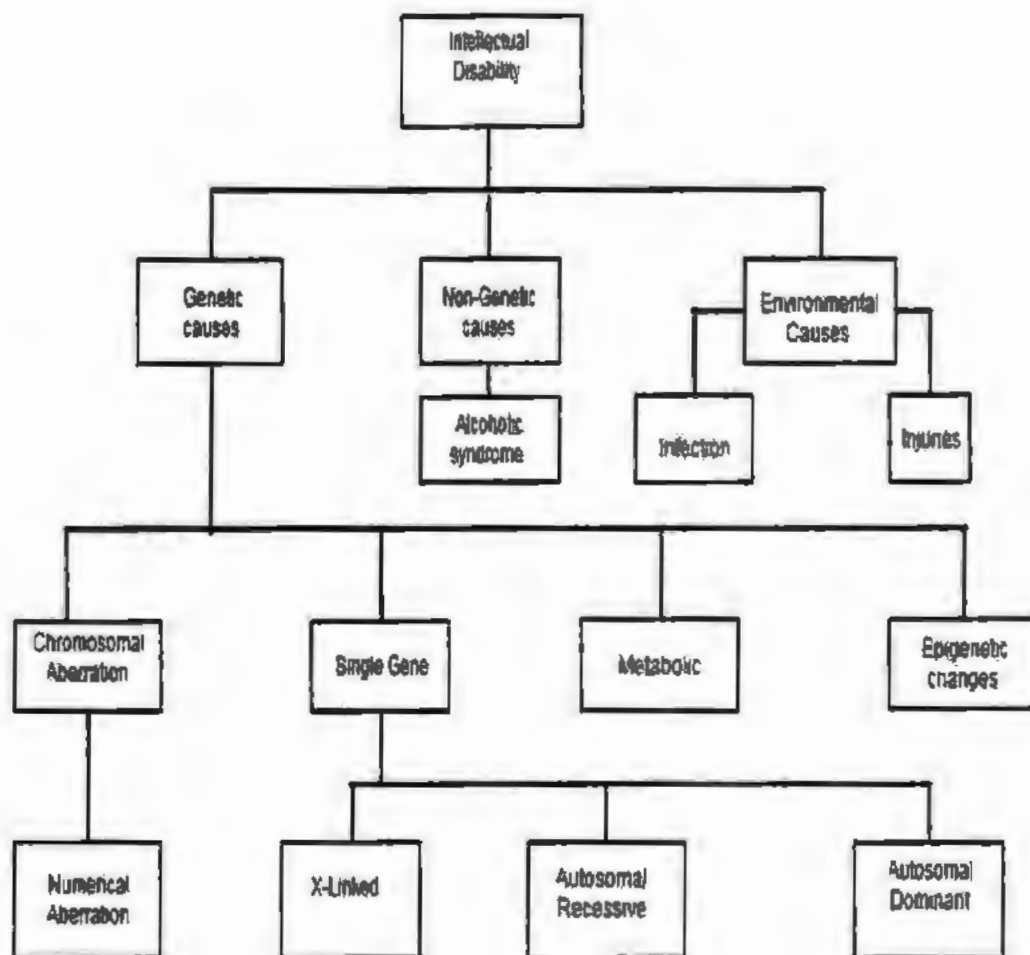 Intellectual
Disability
Genetic
causes
Non-Genetic
causes
Environmental
Causes
Alcoholic
syndrome
Infection
Injuries
Chromosomal
Aberration
Single Gene
Metabolic
Epigenetic
changes
Numerical
Aberration
X-Linked
Autosomal
Recessive
Autosomal
Dominant